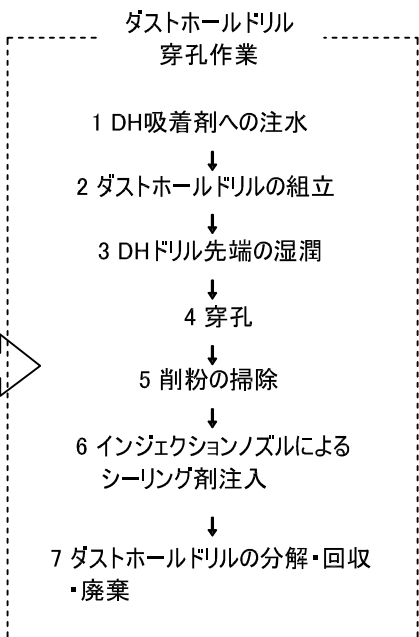 ダストホールドリル
穿孔作業
1 DH吸着剤への注水
↓
2 ダストホールドリルの組立
↓
3 DHドリル先端の湿潤
↓
4 穿孔
↓
5 削粉の掃除
↓
6 インジェクションノズルによる
シーリング剤注入
↓
7 ダストホールドリルの分解・回収
・廃棄